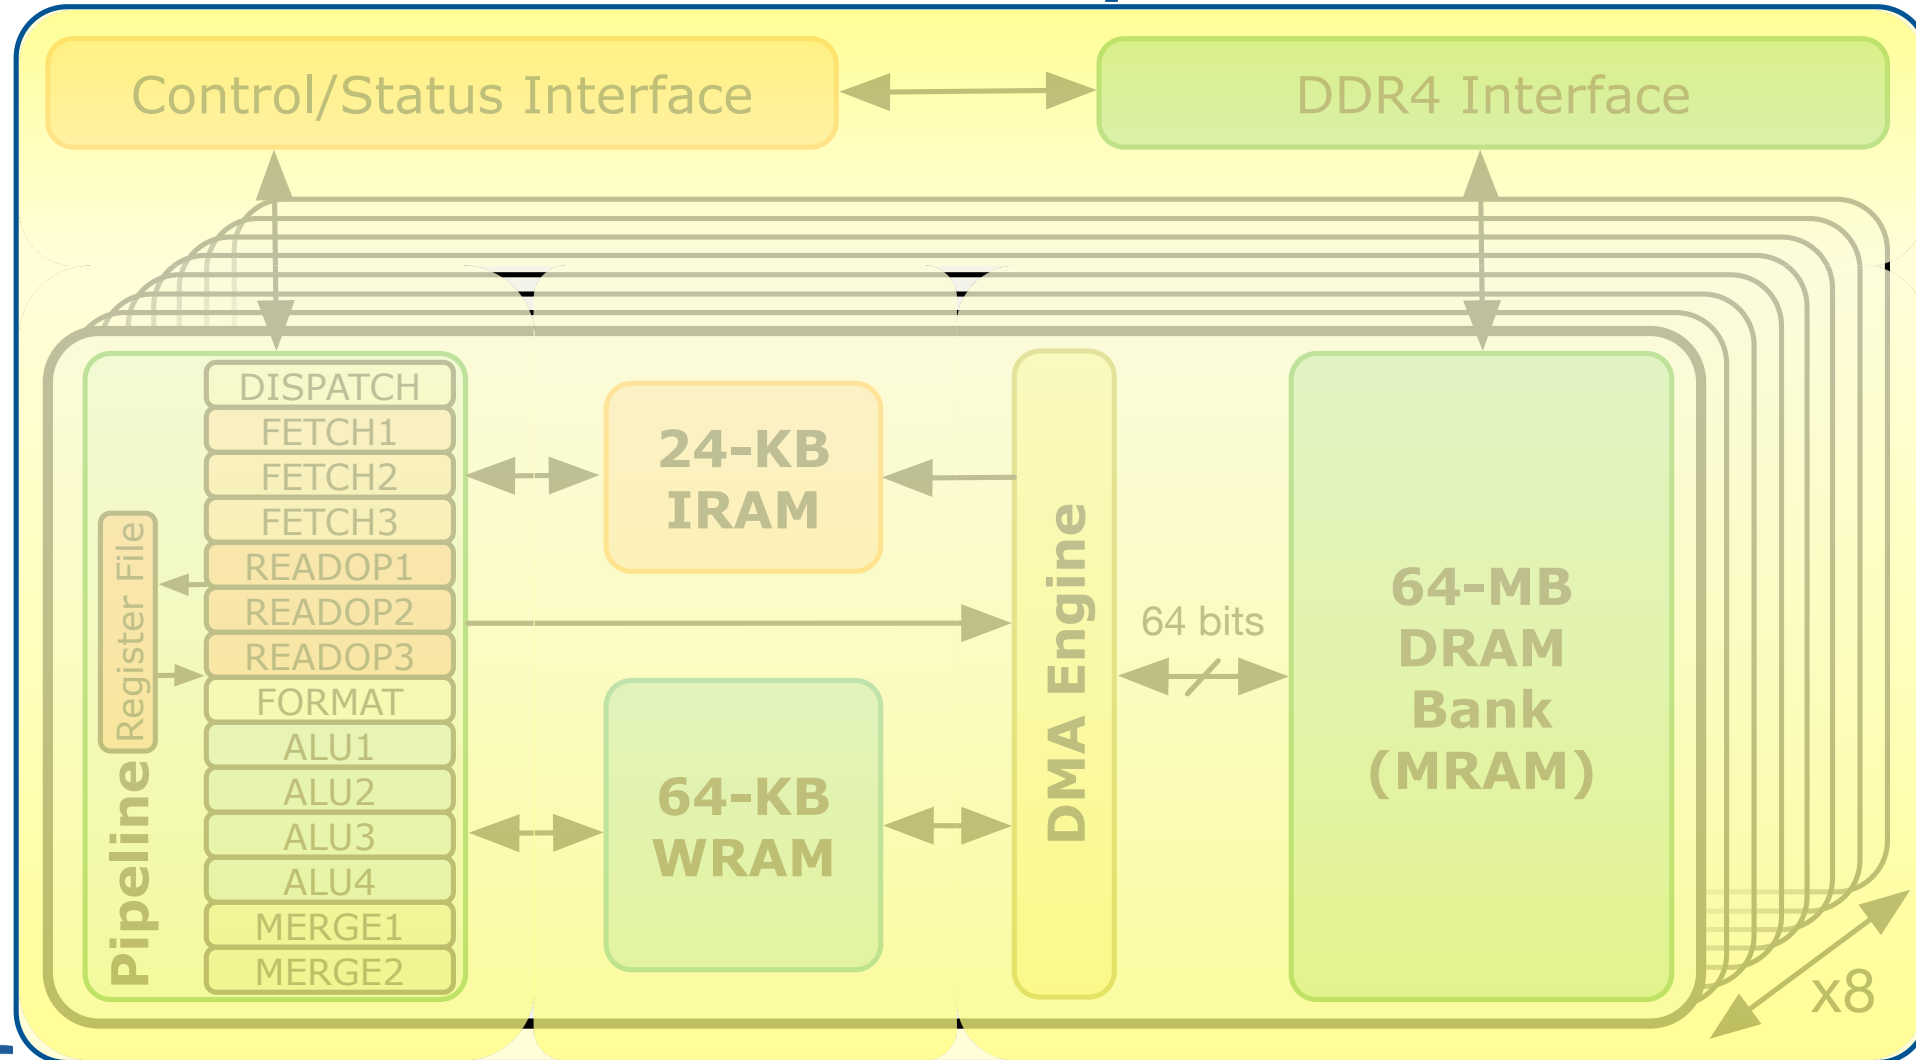 Control/Status Interface
DDR4 Interface
DISPATCH
FETCH1
FETCH2
FETCH3
READOP1
READOP2
READOP3
FORMAT
ALU1
ALU2
ALU3
ALU4
MERGE1
MERGE2
Register File
Pipeline
24-KB
IRAM
64-KB
WRAM
DMA Engine
64 bits
64-MB
DRAM
Bank
(MRAM)
x8